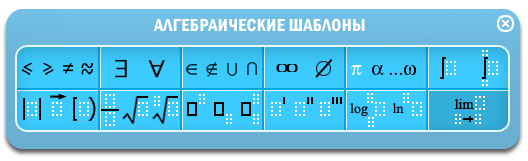 АЛГЕБРАИЧЕСКИЕ ШАБЛОНЫ
⩽ ⩾ ≠ ≈ ∃ ∀ ∈ ∉ ∪ ∩ ∞ ∅ π α ...ω ] ]
| | → [ ) — √ √ ' '' ''' log ln lim →